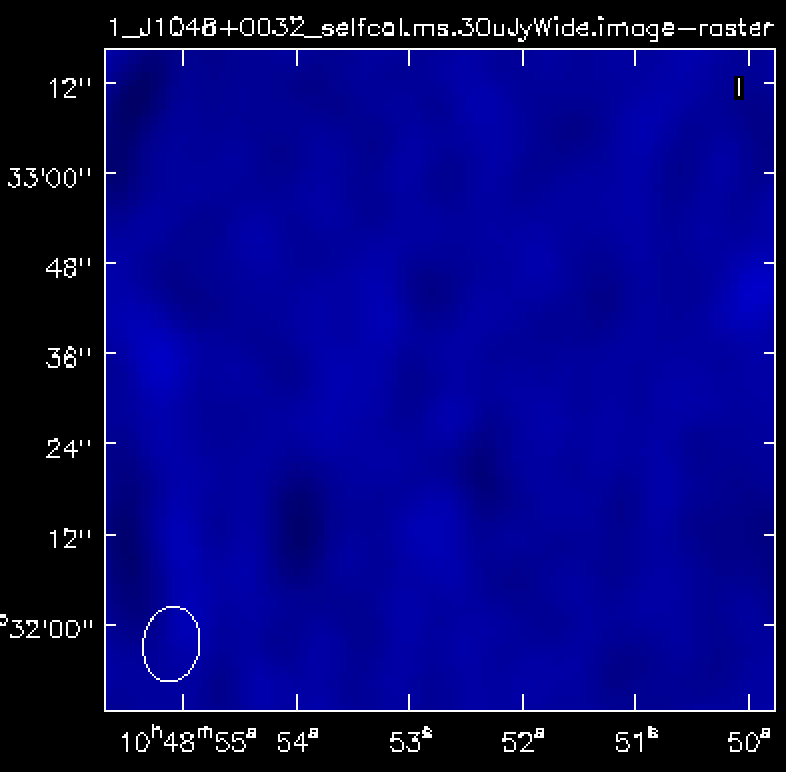 1_J1048+0032_selfcal.ms.30uJyWide.image-raster
I
12"
33'00"
48"
36"
24"
12"
32'00"
10h48m55s 54s 53s 52s 51s 50s